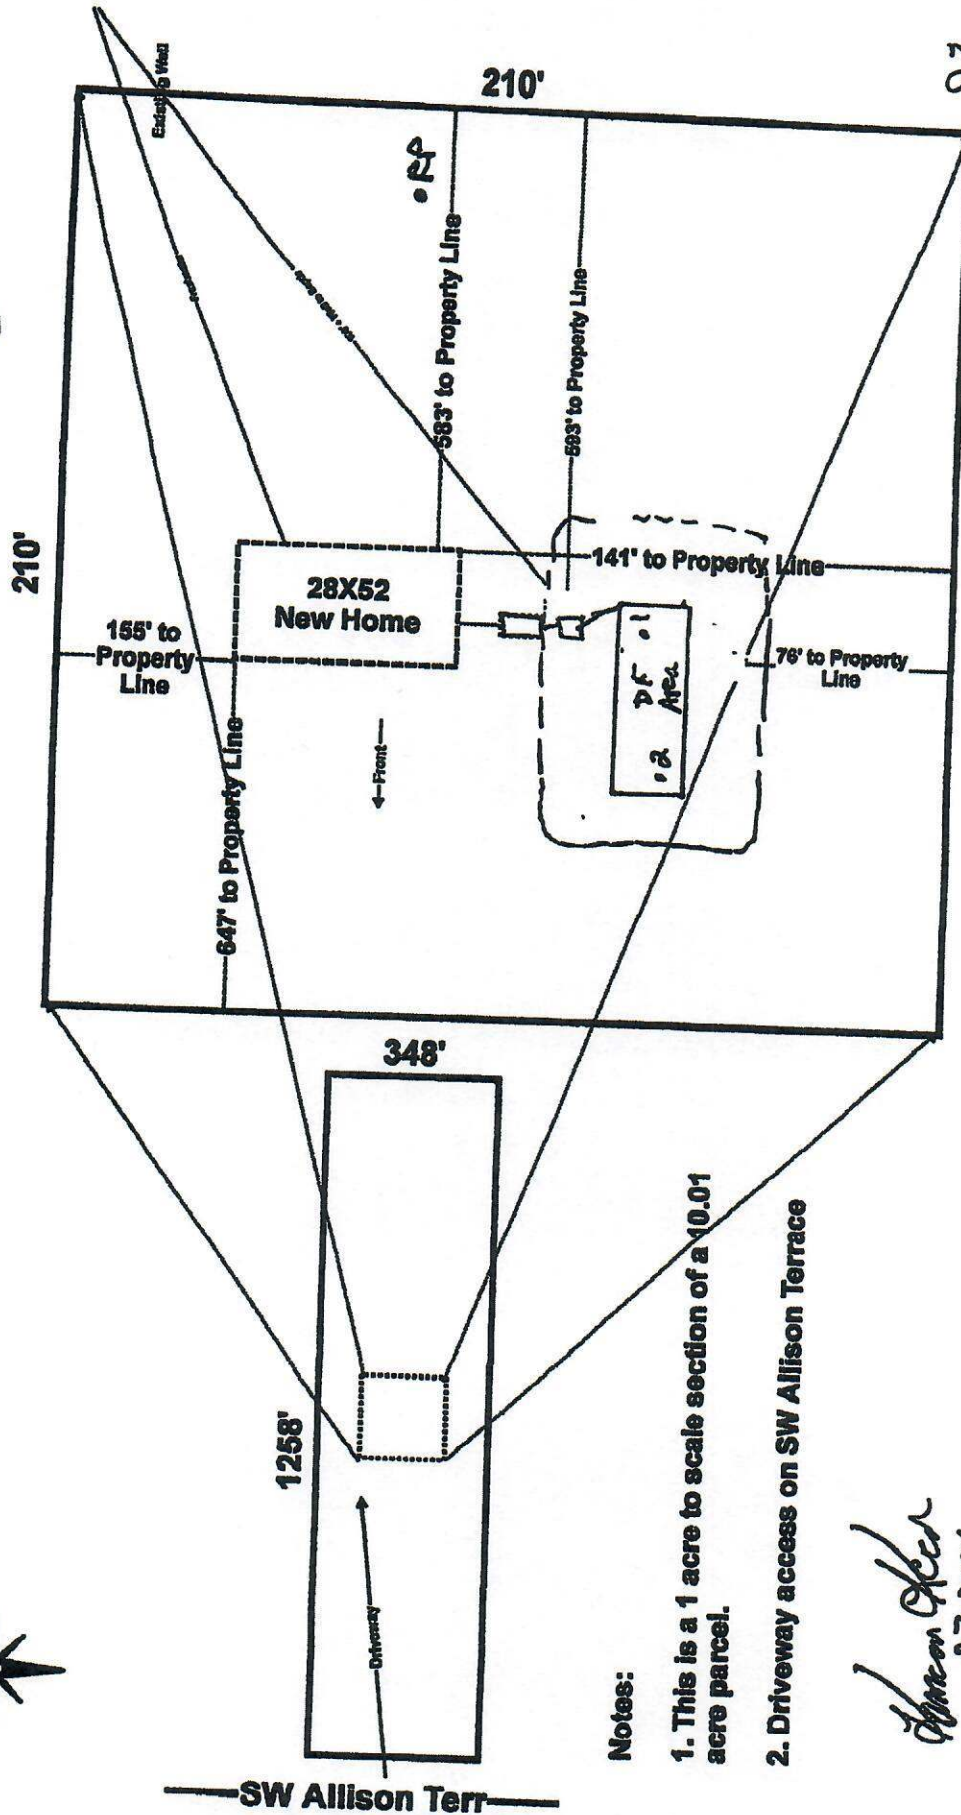 210'
Existing Well
210'
155' to
Property
Line
28X52
New Home
583' to Property Line
593' to Property Line
141' to Property Line
76' to Property
Line
647' to Property Line
Front
DF
Area
.1
.2
348'
1258'
Driveway
SW Allison Terr
Notes:
1. This is a 1 acre to scale section of a 10.01
acre parcel.
2. Driveway access on SW Allison Terrace